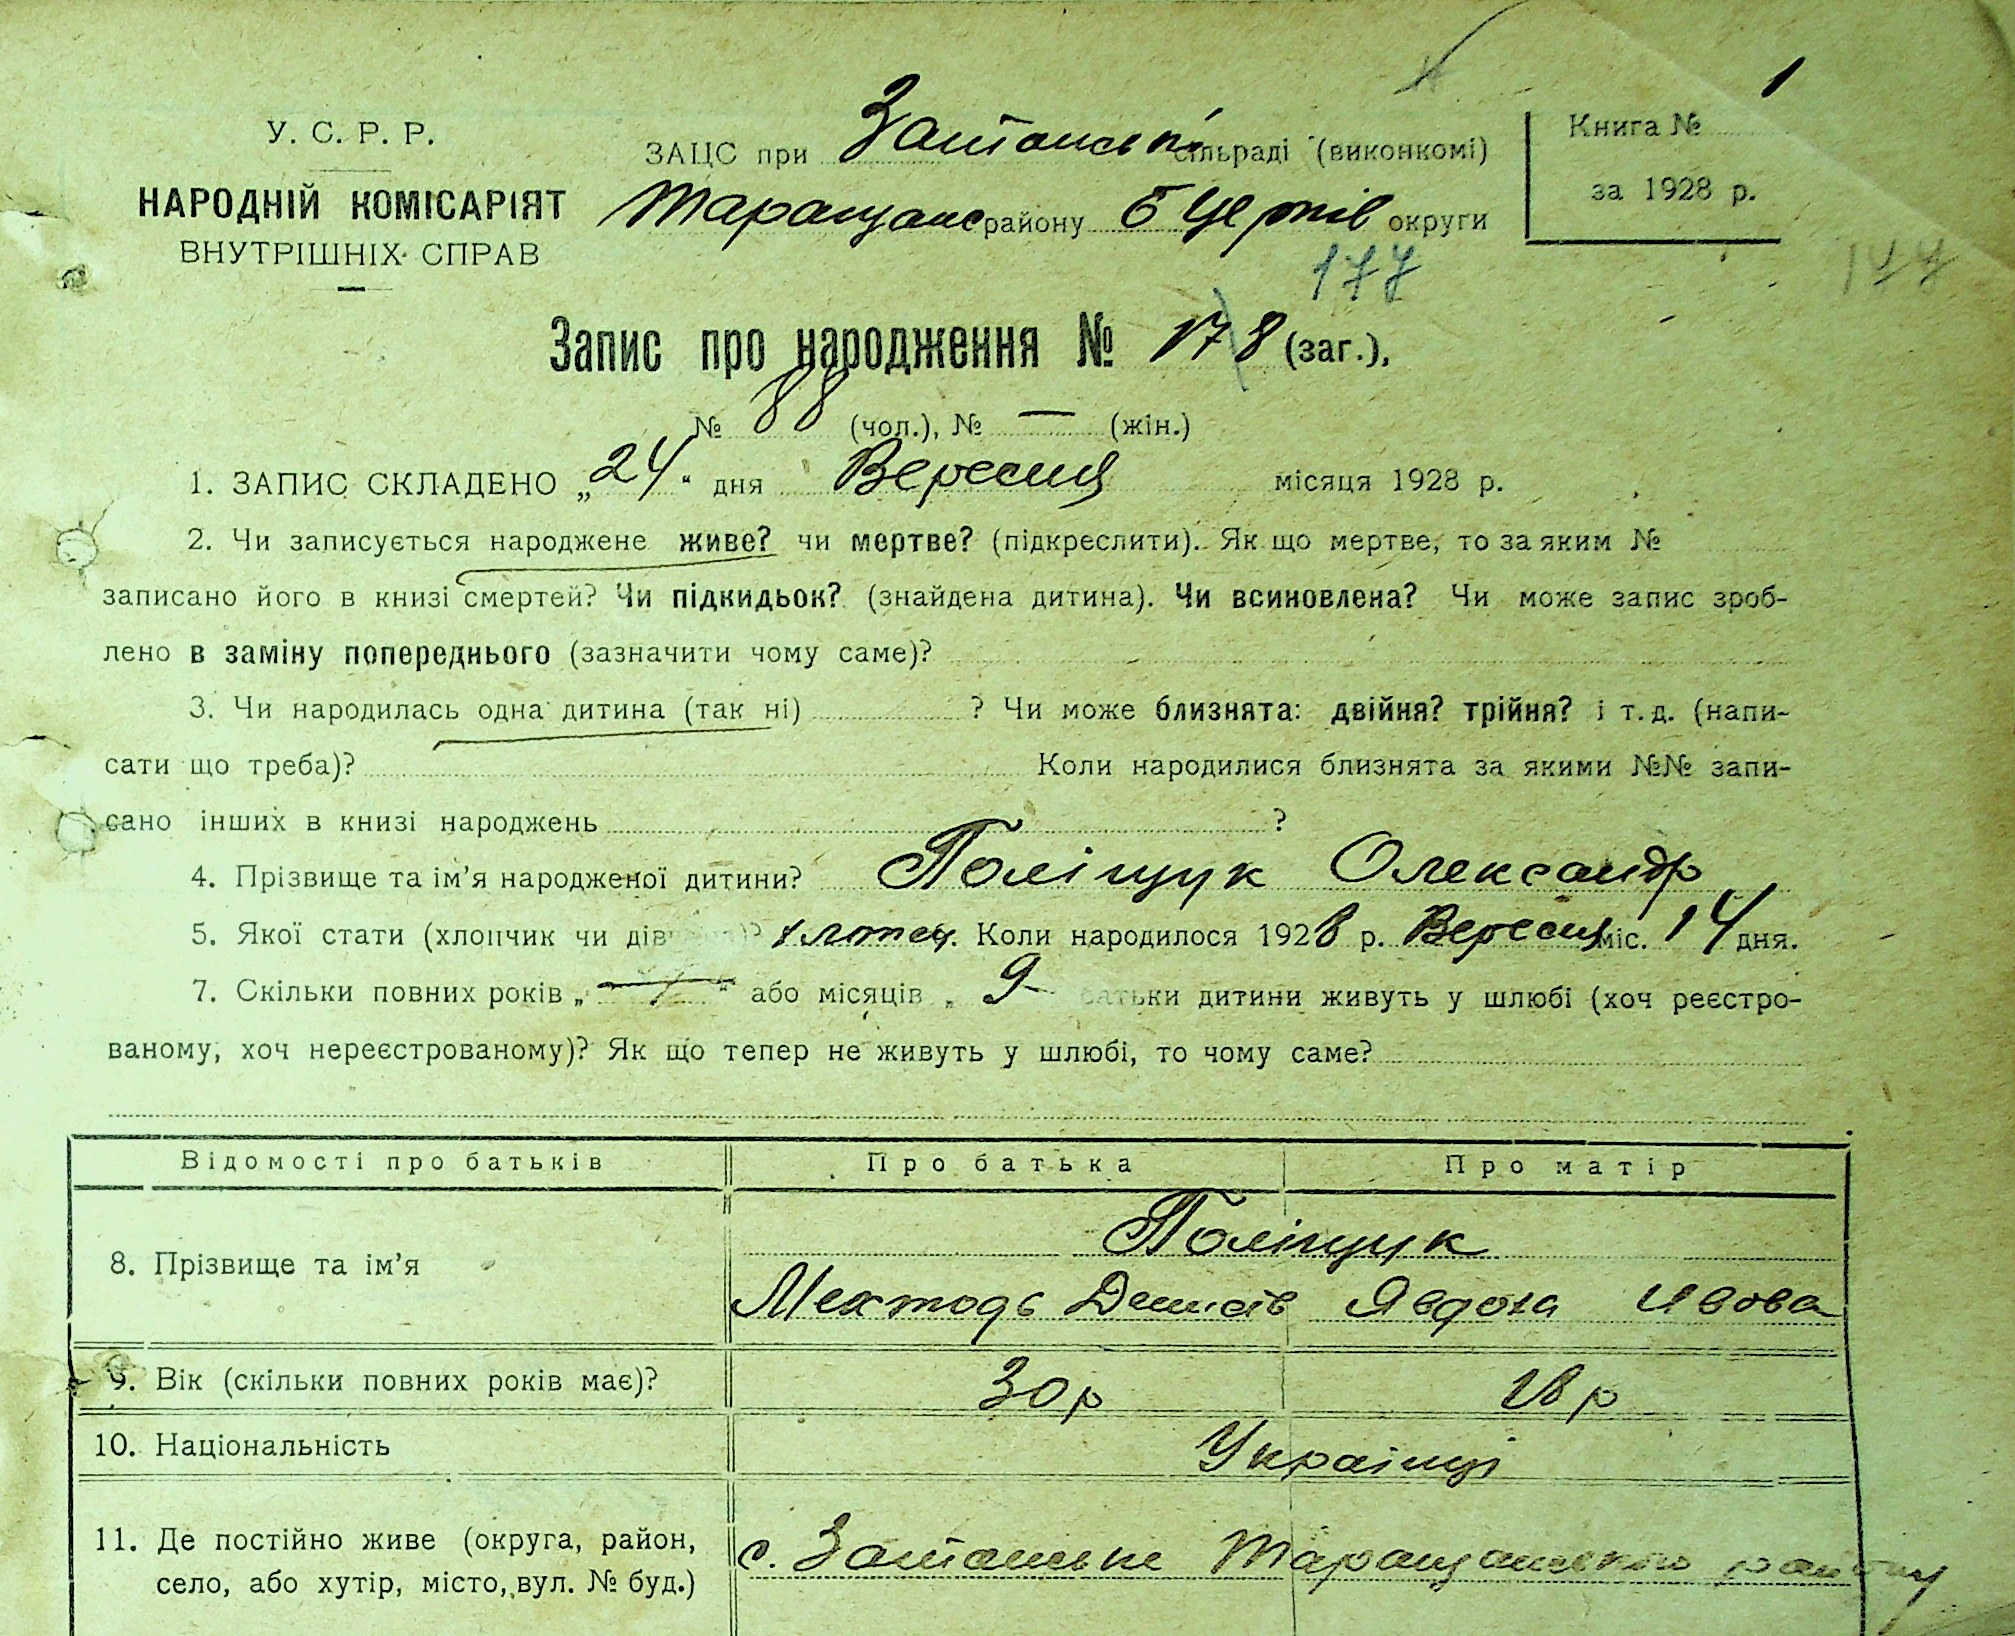 1
У. С. Р. Р.
НАРОДНІЙ КОМІСАРІЯТ
ВНУТРІШНІХ СПРАВ
ЗАЦС при сільраді (виконкомі)
Таращанс району Б Церків округи
Книга №
за 1928 р.
177
177
Запис про народження № 178 (заг.),
№ 88 (чол.), № — (жін.)
1. ЗАПИС СКЛАДЕНО „24“ дня Вересня місяця 1928 р.
2. Чи записується народжене живе? чи мертве? (підкреслити). Як що мертве, то за яким №
записано його в книзі смертей? Чи підкидьок? (знайдена дитина). Чи всиновлена? Чи може запис зроб-
лено в заміну попереднього (зазначити чому саме)?
3. Чи народилась одна дитина (так ні) ? Чи може близнята: двійня? трійня? і т. д. (напи-
сати що треба)? Коли народилися близнята за якими №№ запи-
сано інших в книзі народжень ?
4. Прізвище та ім’я народженої дитини? Поліщук Олександр
5. Якої стати (хлопчик чи дів )? хлопец. Коли народилося 1928 р. Вересня міс. 14 дня.
7. Скільки повних років „ — “ або місяців „ 9 батьки дитини живуть у шлюбі (хоч реєстро-
ваному, хоч нереєстрованому)? Як що тепер не живуть у шлюбі, то чому саме?
Відомості про батьків Про батька Про матір
8. Прізвище та ім’я Поліщук
Денисів Явдоха
9. Вік (скільки повних років має)? 30 р 18 р
10. Національність Українці
11. Де постійно живе (округа, район,
село, або хутір, місто, вул. № буд.)
с. Таращанського району